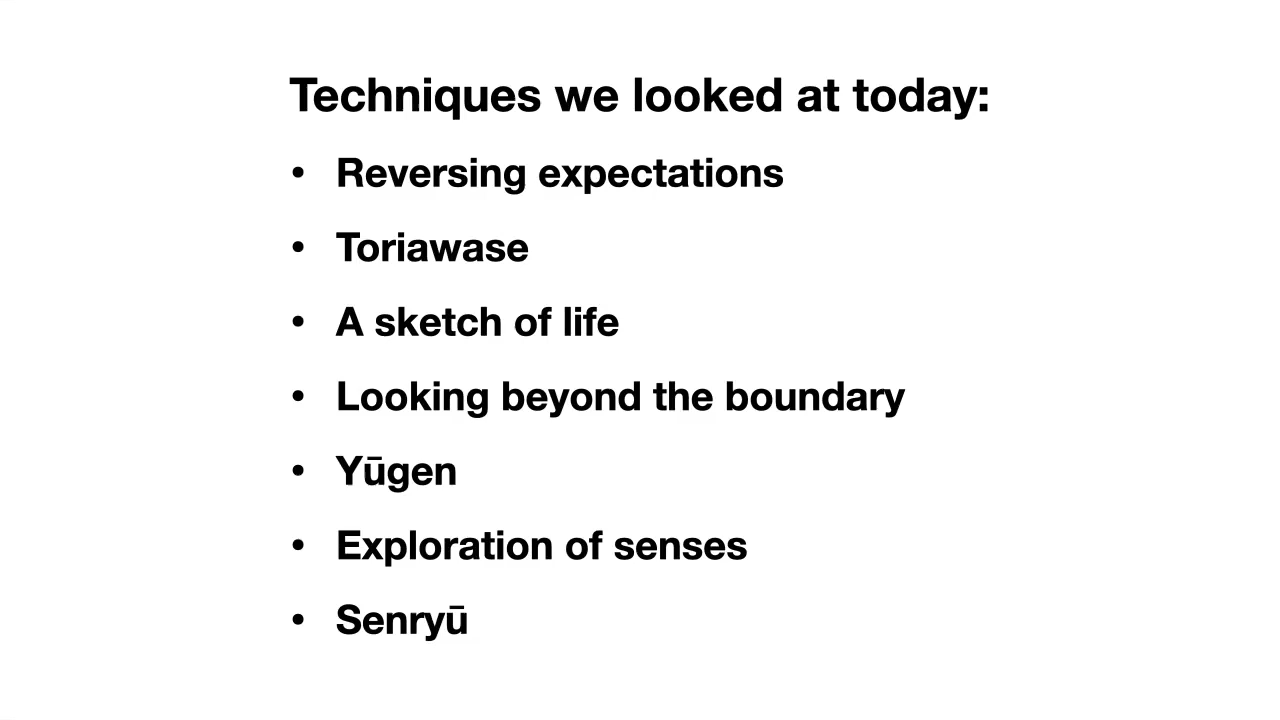 Techniques we looked at today:
• Reversing expectations
• Toriawase
• A sketch of life
• Looking beyond the boundary
• Yūgen
• Exploration of senses
• Senryū